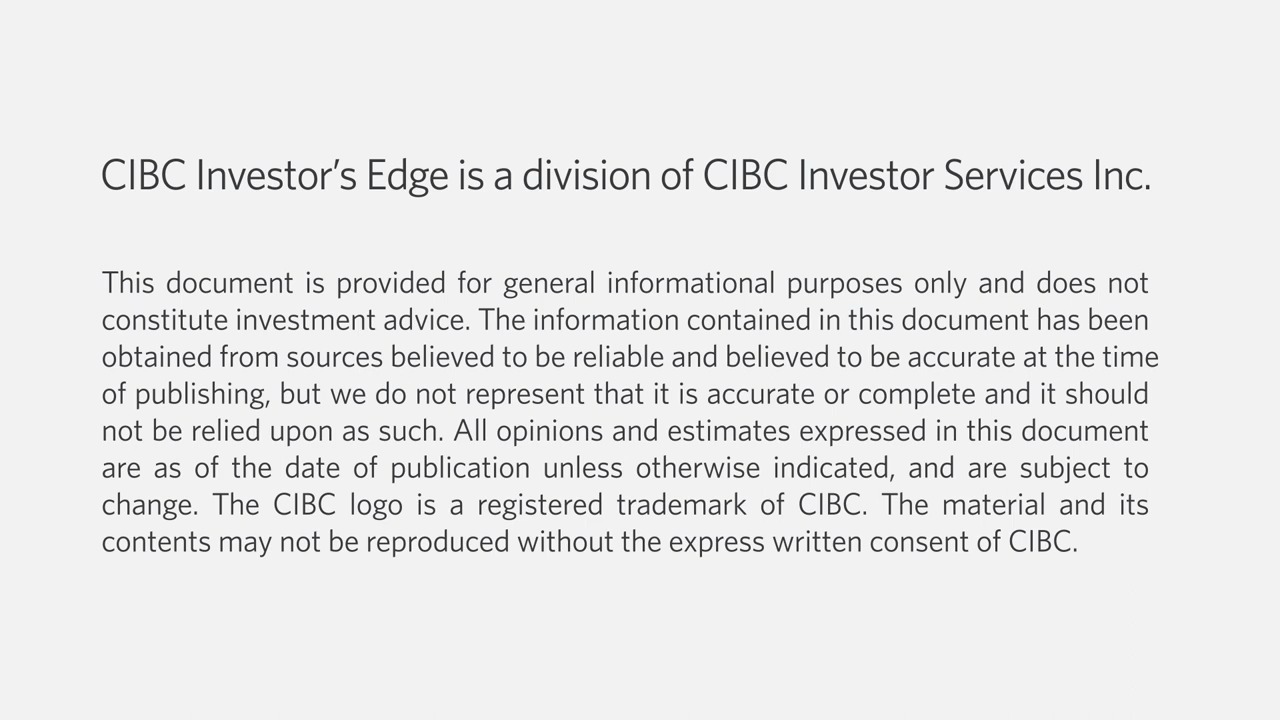 CIBC Investor’s Edge is a division of CIBC Investor Services Inc.
This document is provided for general informational purposes only and does not
constitute investment advice. The information contained in this document has been
obtained from sources believed to be reliable and believed to be accurate at the time
of publishing, but we do not represent that it is accurate or complete and it should
not be relied upon as such. All opinions and estimates expressed in this document
are as of the date of publication unless otherwise indicated, and are subject to
change. The CIBC logo is a registered trademark of CIBC. The material and its
contents may not be reproduced without the express written consent of CIBC.